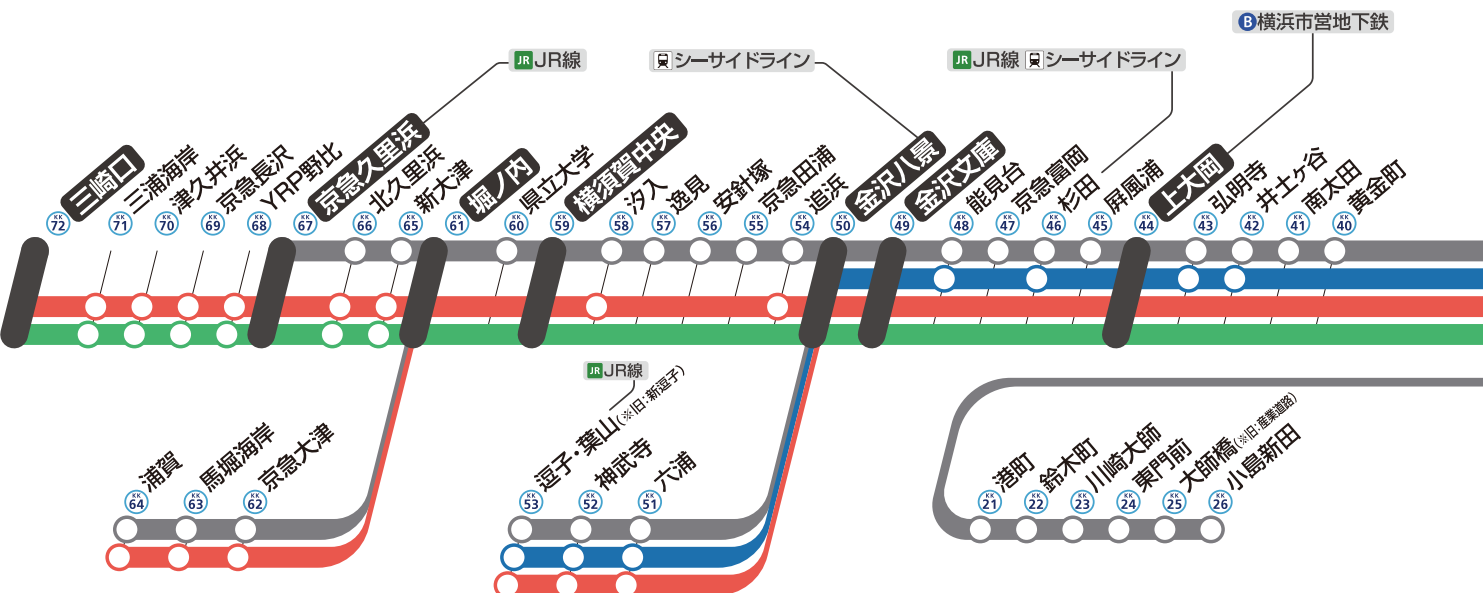 B横浜市営地下鉄
JR JR線
シーサイドライン
JR JR線 シーサイドライン
三崎口
三浦海岸
津久井浜
京急長沢
YRP野比
京急久里浜
北久里浜
新大津
堀ノ内
県立大学
横須賀中央
汐入
逸見
安針塚
京急田浦
追浜
金沢八景
金沢文庫
能見台
京急富岡
杉田
屛風浦
上大岡
弘明寺
井土ヶ谷
南太田
黄金町
KK 72
KK 71
KK 70
KK 69
KK 68
KK 67
KK 66
KK 65
KK 61
KK 60
KK 59
KK 58
KK 57
KK 56
KK 55
KK 54
KK 50
KK 49
KK 48
KK 47
KK 46
KK 45
KK 44
KK 43
KK 42
KK 41
KK 40
JR JR線
浦賀
馬堀海岸
京急大津
KK 64
KK 63
KK 62
逗子・葉山(※旧:新逗子)
神武寺
六浦
KK 53
KK 52
KK 51
港町
鈴木町
川崎大師
東門前
大師橋(※旧:産業道路)
小島新田
KK 21
KK 22
KK 23
KK 24
KK 25
KK 26